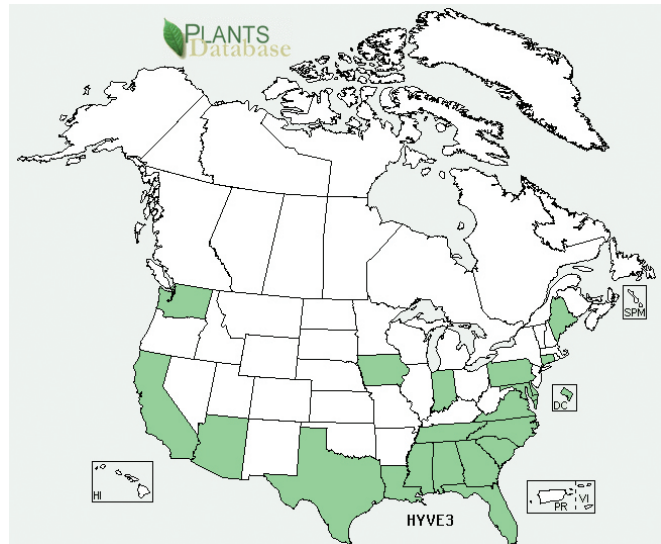 PLANTS
Database
SPM
DC
HI
PR
VI
HYVE3